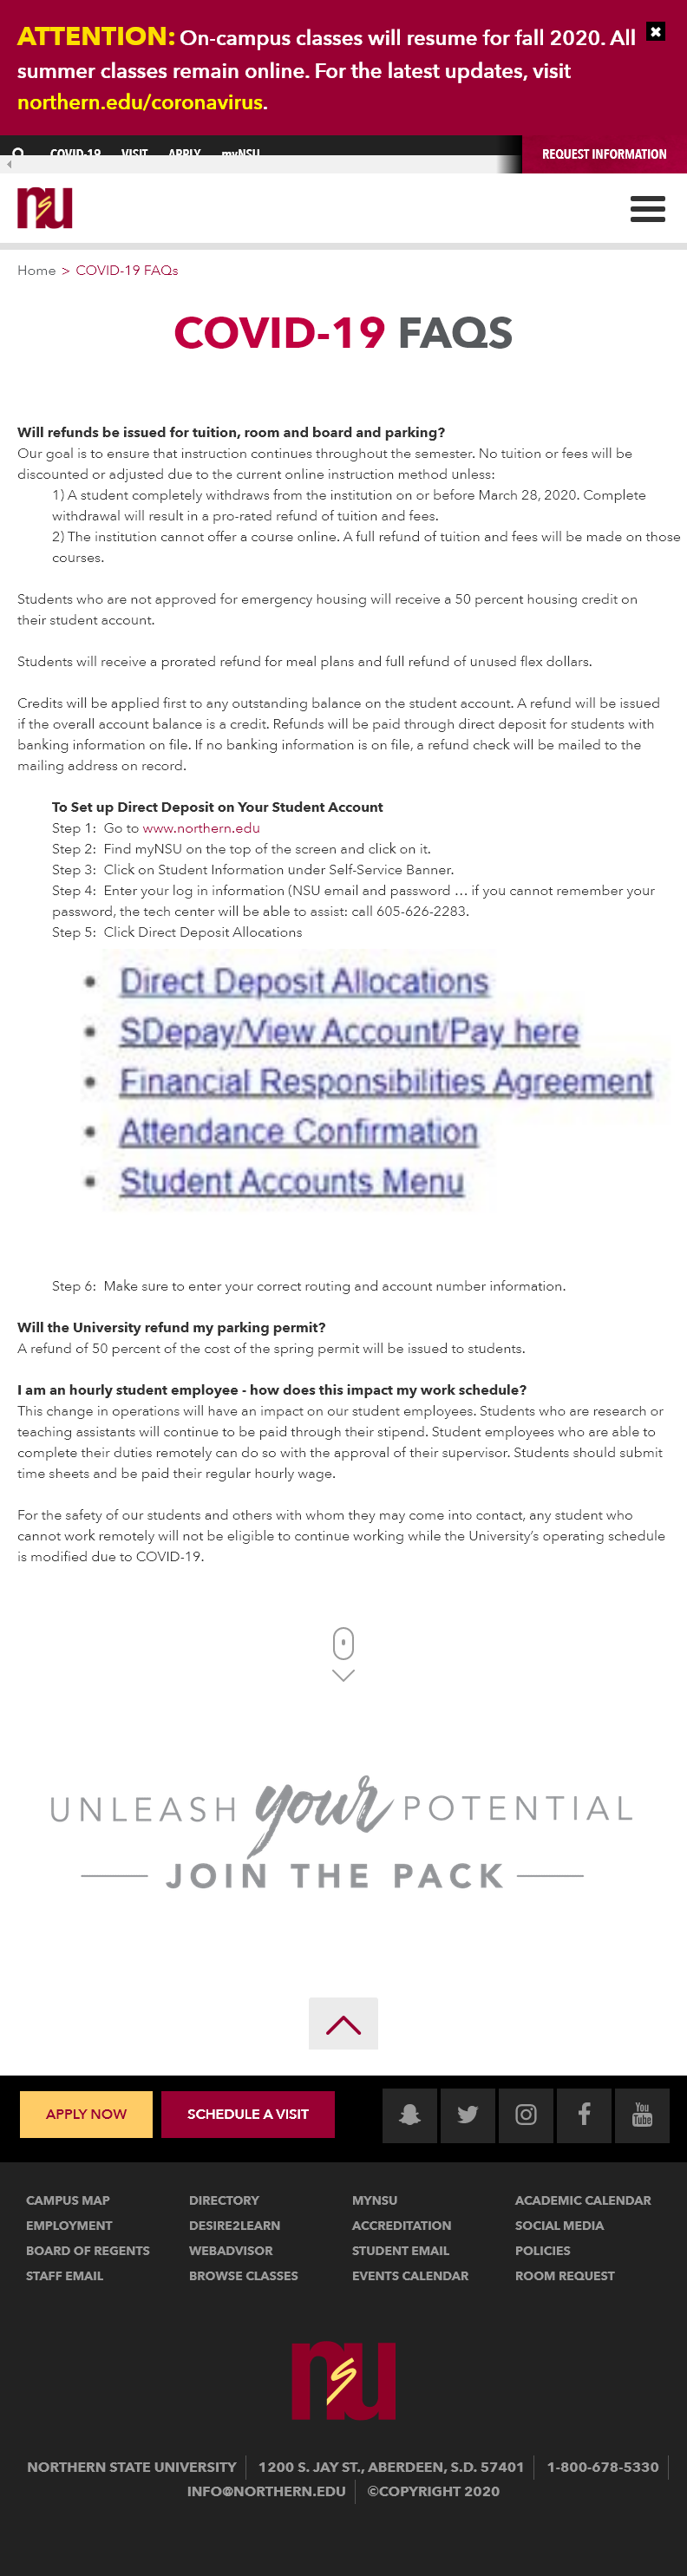 ATTENTION: On-campus classes will resume for fall 2020. All
summer classes remain online. For the latest updates, visit
northern.edu/coronavirus.
COVID-19 VISIT APPLY myNSU REQUEST INFORMATION
nsu
Home > COVID-19 FAQs
COVID-19 FAQS
Will refunds be issued for tuition, room and board and parking?
Our goal is to ensure that instruction continues throughout the semester. No tuition or fees will be
discounted or adjusted due to the current online instruction method unless:
1) A student completely withdraws from the institution on or before March 28, 2020. Complete
withdrawal will result in a pro-rated refund of tuition and fees.
2) The institution cannot offer a course online. A full refund of tuition and fees will be made on those
courses.
Students who are not approved for emergency housing will receive a 50 percent housing credit on
their student account.
Students will receive a prorated refund for meal plans and full refund of unused flex dollars.
Credits will be applied first to any outstanding balance on the student account. A refund will be issued
if the overall account balance is a credit. Refunds will be paid through direct deposit for students with
banking information on file. If no banking information is on file, a refund check will be mailed to the
mailing address on record.
To Set up Direct Deposit on Your Student Account
Step 1:  Go to www.northern.edu
Step 2:  Find myNSU on the top of the screen and click on it.
Step 3:  Click on Student Information under Self-Service Banner.
Step 4:  Enter your log in information (NSU email and password … if you cannot remember your
password, the tech center will be able to assist: call 605-626-2283.
Step 5:  Click Direct Deposit Allocations
• Direct Deposit Allocations
• SDepay/View Account/Pay here
• Financial Responsibilities Agreement
• Attendance Confirmation
• Student Accounts Menu
Step 6:  Make sure to enter your correct routing and account number information.
Will the University refund my parking permit?
A refund of 50 percent of the cost of the spring permit will be issued to students.
I am an hourly student employee - how does this impact my work schedule?
This change in operations will have an impact on our student employees. Students who are research or
teaching assistants will continue to be paid through their stipend. Student employees who are able to
complete their duties remotely can do so with the approval of their supervisor. Students should submit
time sheets and be paid their regular hourly wage.
For the safety of our students and others with whom they may come into contact, any student who
cannot work remotely will not be eligible to continue working while the University's operating schedule
is modified due to COVID-19.
UNLEASH your POTENTIAL
JOIN THE PACK
APPLY NOW SCHEDULE A VISIT You Tube
CAMPUS MAP DIRECTORY MYNSU ACADEMIC CALENDAR
EMPLOYMENT DESIRE2LEARN ACCREDITATION SOCIAL MEDIA
BOARD OF REGENTS WEBADVISOR STUDENT EMAIL POLICIES
STAFF EMAIL BROWSE CLASSES EVENTS CALENDAR ROOM REQUEST
nsu
NORTHERN STATE UNIVERSITY 1200 S. JAY ST., ABERDEEN, S.D. 57401 1-800-678-5330
INFO@NORTHERN.EDU ©COPYRIGHT 2020